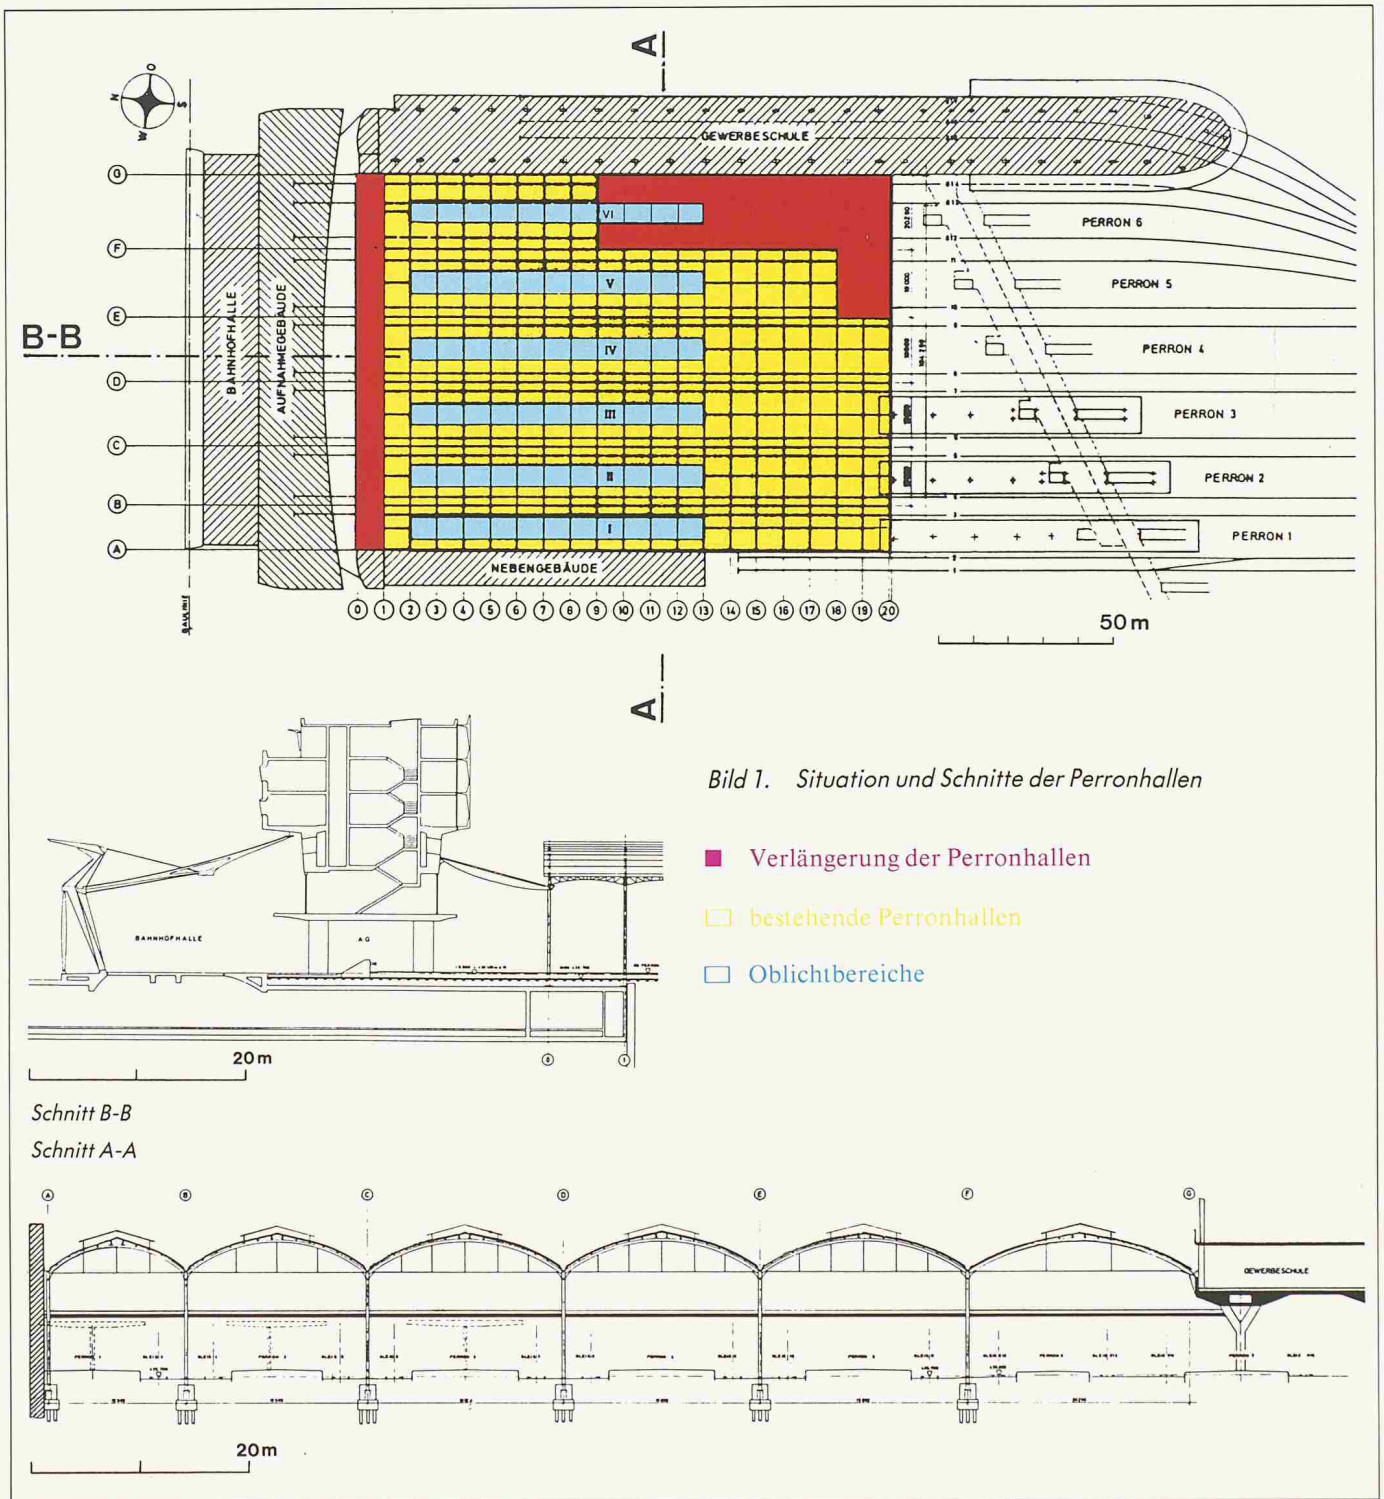 A
O
N
S
W
GEWERBESCHULE
G
F
E
D
C
B
A
B-B
BAHNHOFHALLE
AUFNAHMEGEBÄUDE
BAULINIE
VI
V
IV
III
II
I
PERRON 6
PERRON 5
PERRON 4
PERRON 3
PERRON 2
PERRON 1
NEBENGEBÄUDE
0 1 2 3 4 5 6 7 8 9 10 11 12 13 14 15 16 17 18 19 20
50 m
A
Bild 1. Situation und Schnitte der Perronhallen
Verlängerung der Perronhallen
bestehende Perronhallen
Oblichtbereiche
BAHNHOFHALLE
AG
0 1
20 m
Schnitt B-B
Schnitt A-A
A B C D E F G
GEWERBESCHULE
20 m